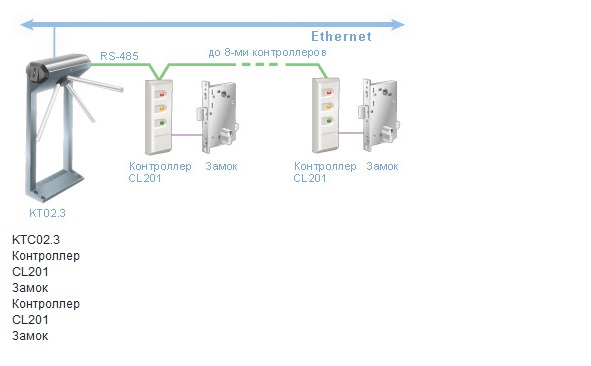 Ethernet
RS-485
до 8-ми контроллеров
Контроллер
CL201
Замок
Контроллер
CL201
Замок
KT02.3
КТС02.3
Контроллер
CL201
Замок
Контроллер
CL201
Замок